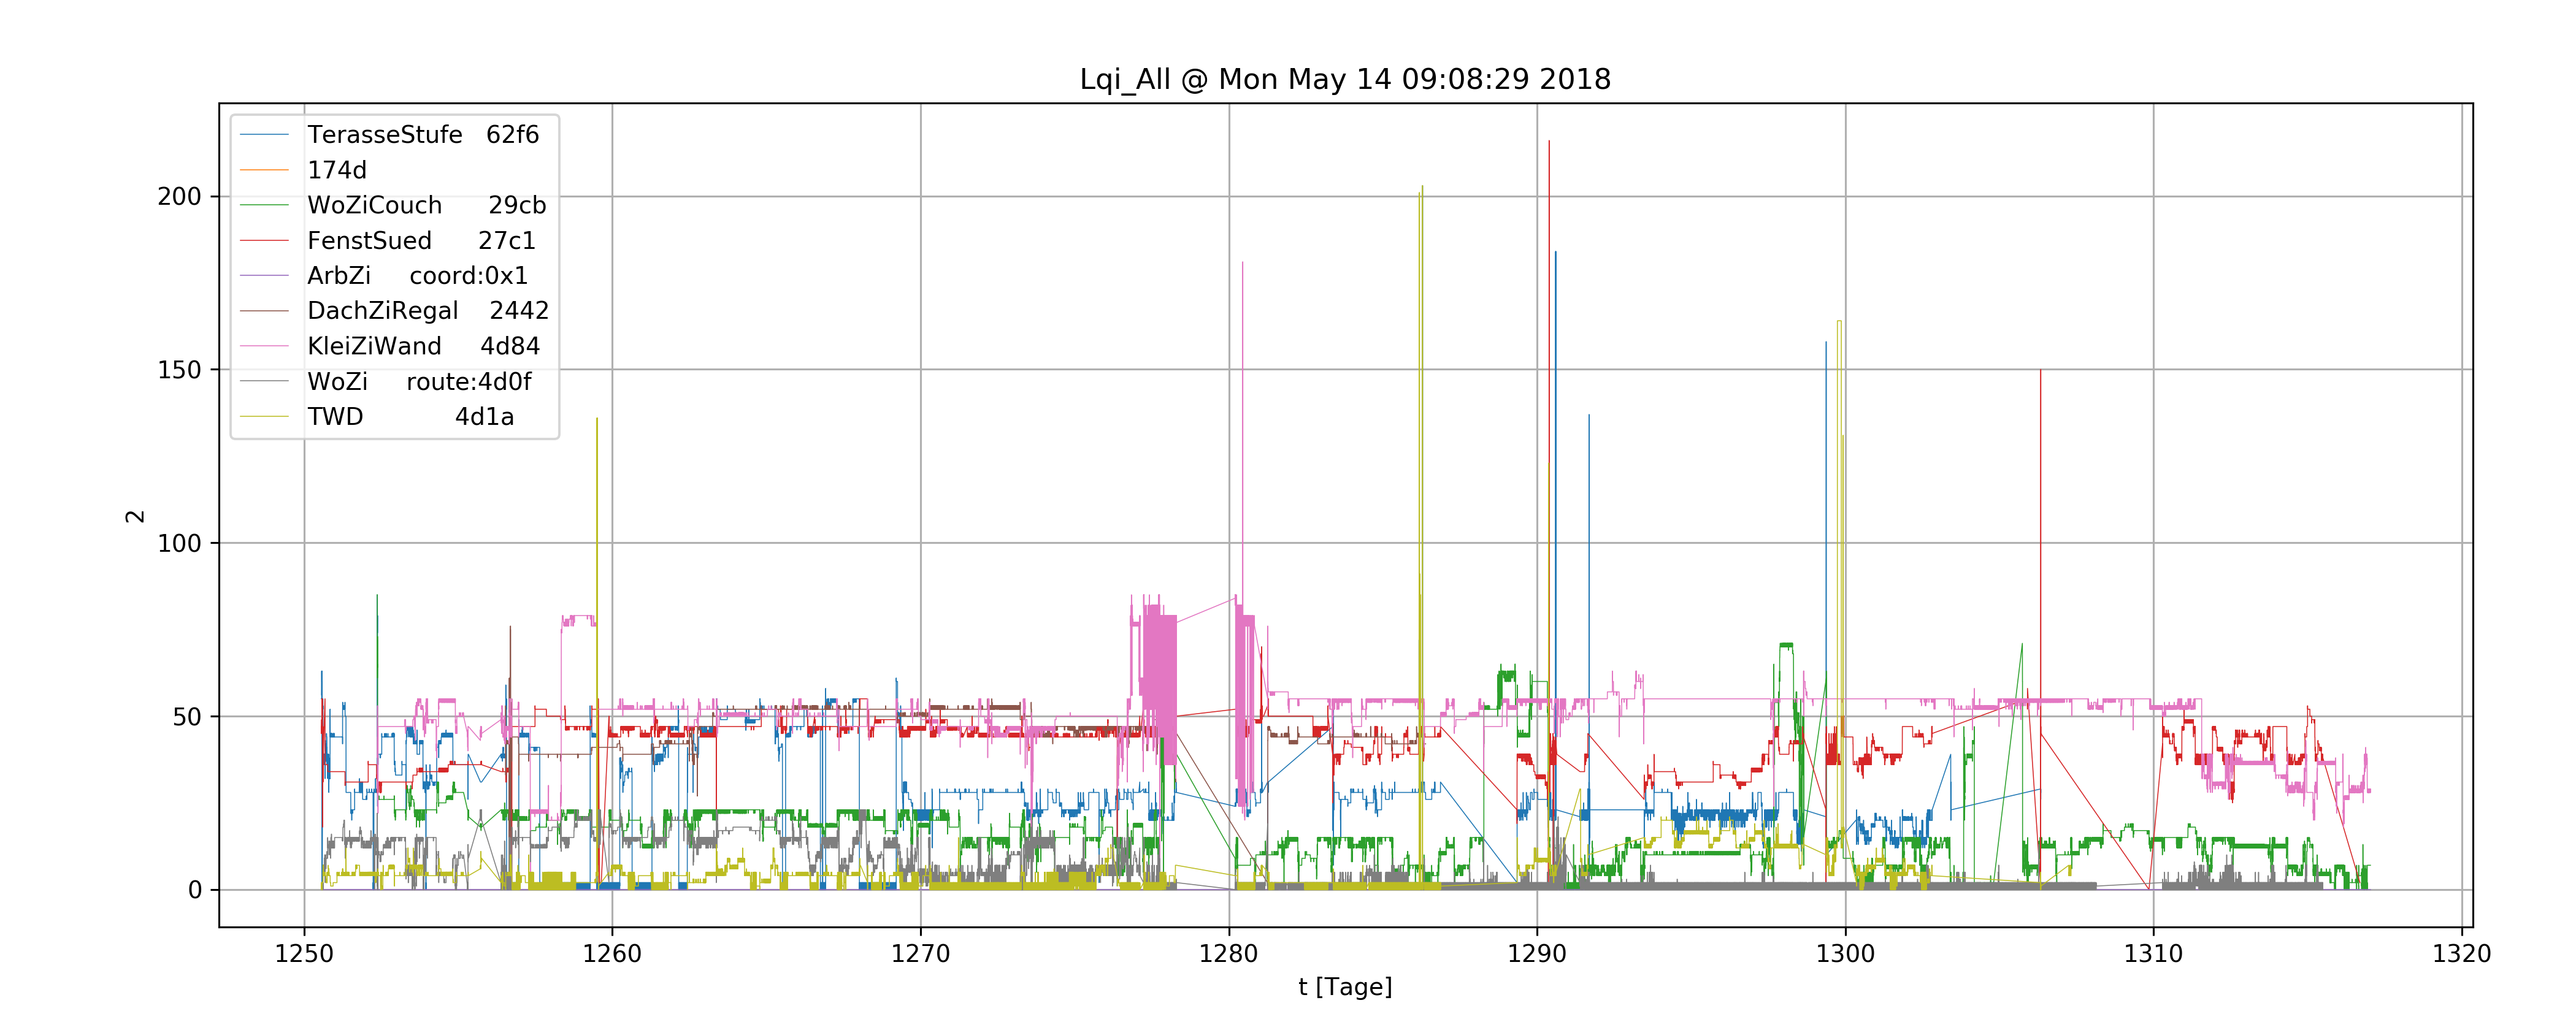 Lqi_All @ Mon May 14 09:08:29 2018
TerasseStufe 62f6
174d
WoZiCouch 29cb
FenstSued 27c1
ArbZi coord:0x1
DachZiRegal 2442
KleiZiWand 4d84
WoZi route:4d0f
TWD 4d1a
200
150
100
50
0
2
1250 1260 1270 1280 1290 1300 1310 1320
t [Tage]